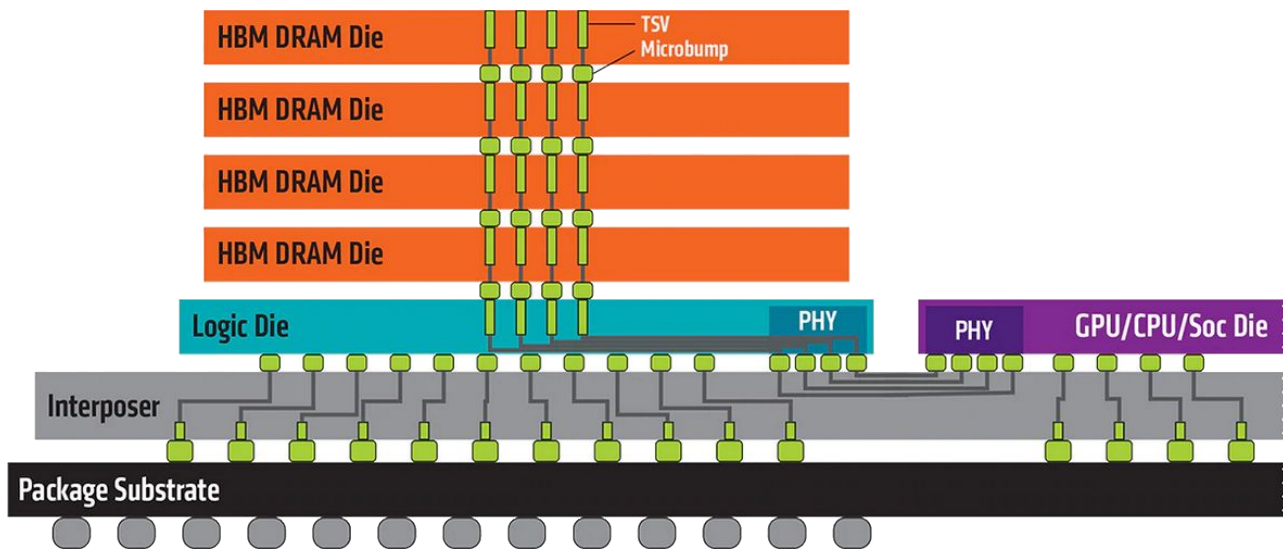 HBM DRAM Die
TSV
Microbump
HBM DRAM Die
HBM DRAM Die
HBM DRAM Die
Logic Die
PHY
PHY
GPU/CPU/Soc Die
Interposer
Package Substrate